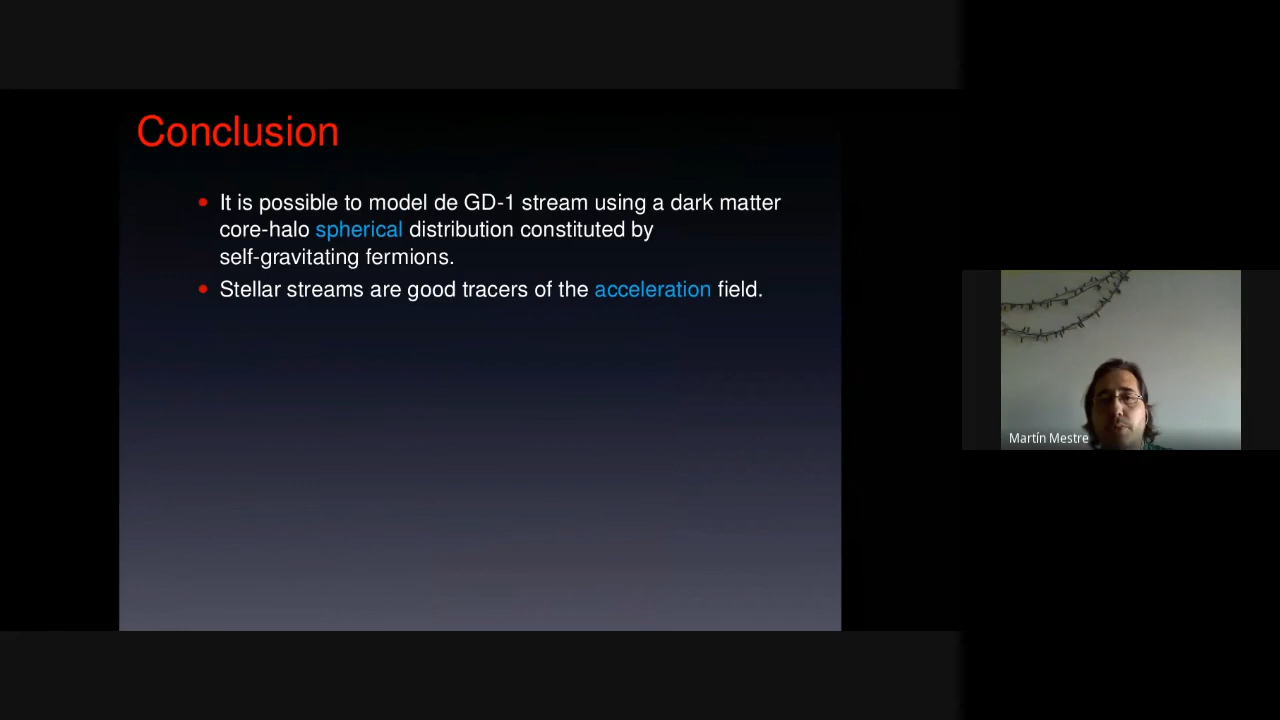 Conclusion
It is possible to model de GD-1 stream using a dark matter
core-halo spherical distribution constituted by
self-gravitating fermions.
Stellar streams are good tracers of the acceleration field.
Martín Mestre